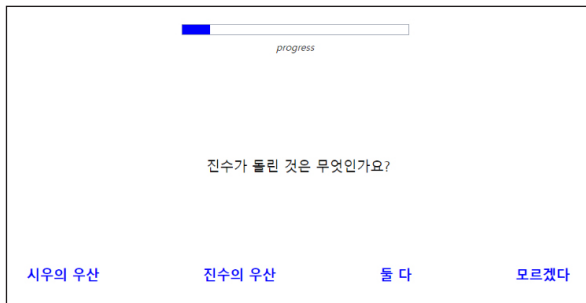 progress
진수가 돌린 것은 무엇인가요?
시우의 우산 진수의 우산 둘 다 모르겠다